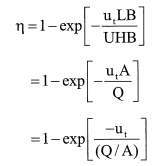 η = 1 − exp[ − u_t LB / UHB ]
= 1 − exp[ − u_t A / Q ]
= 1 − exp[ −u_t / (Q / A) ]